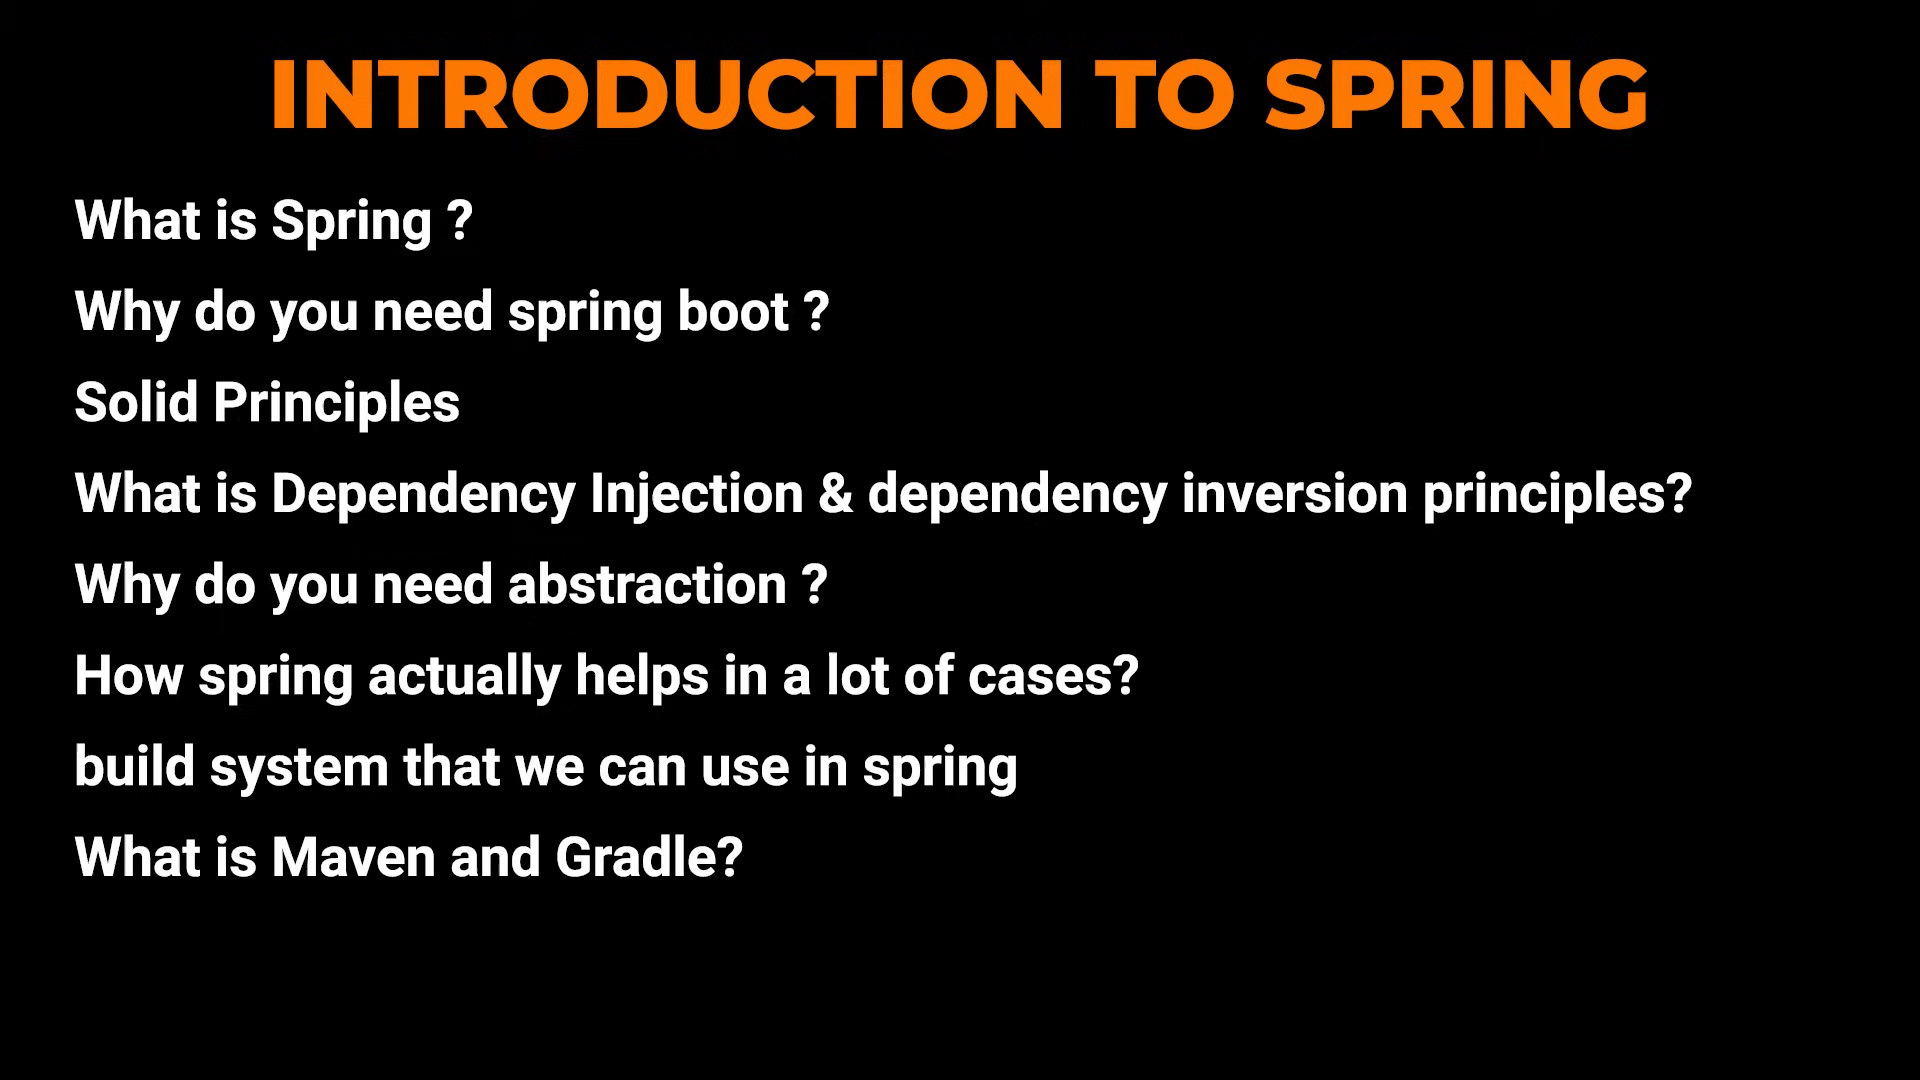 INTRODUCTION TO SPRING
What is Spring ?
Why do you need spring boot ?
Solid Principles
What is Dependency Injection & dependency inversion principles?
Why do you need abstraction ?
How spring actually helps in a lot of cases?
build system that we can use in spring
What is Maven and Gradle?